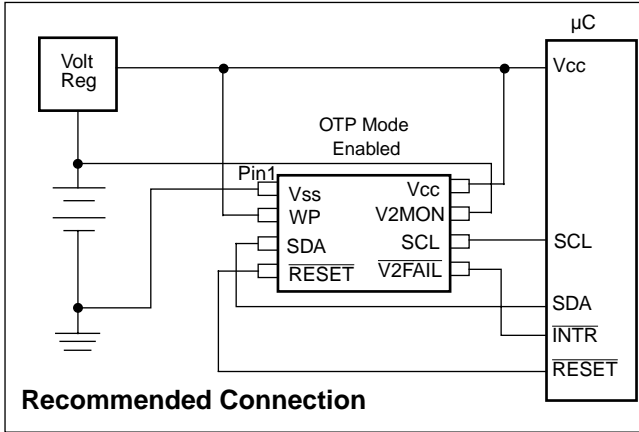 µC
Volt
Reg
Vcc
OTP Mode
Enabled
Pin1
Vss
Vcc
WP
V2MON
SDA
SCL
RESET
V2FAIL
SCL
SDA
INTR
RESET
Recommended Connection